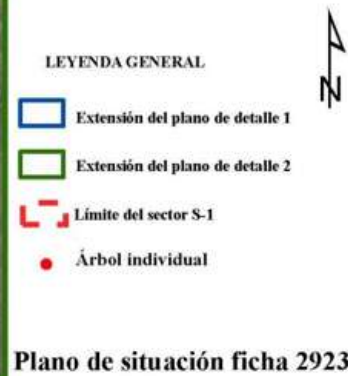 N
LEYENDA GENERAL
Extensión del plano de detalle 1
Extensión del plano de detalle 2
Límite del sector S-1
Árbol individual
Plano de situación ficha 2923